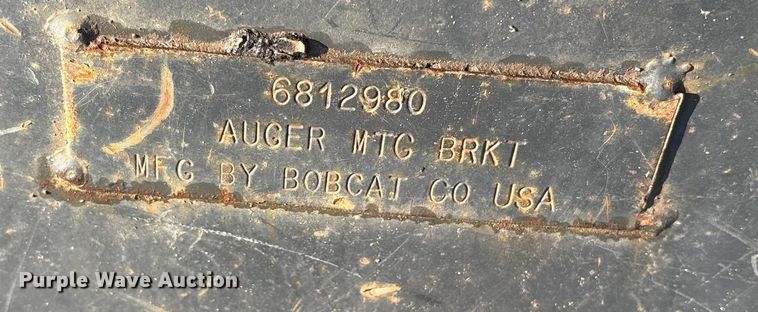 6812980
AUGER MTG BRKT
MFG BY BOBCAT CO USA
Purple Wave Auction